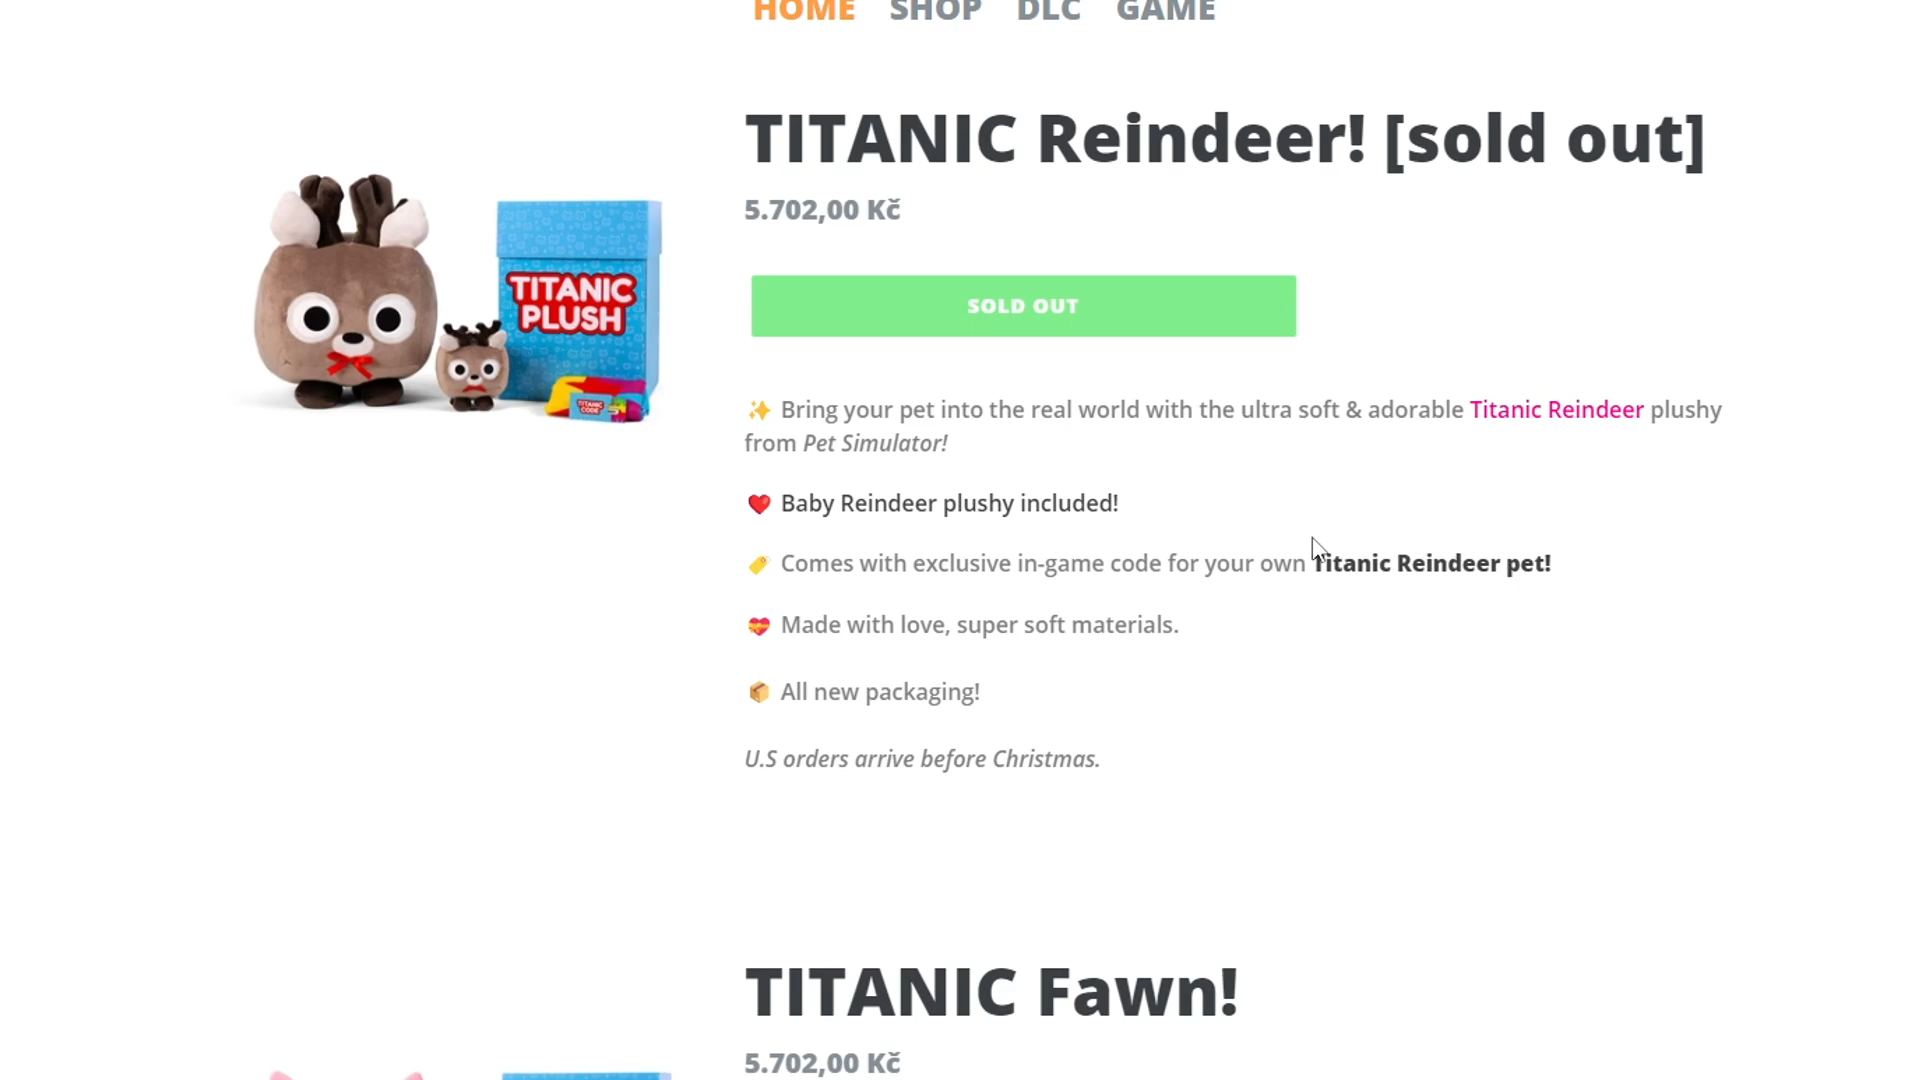 HOME SHOP DLC GAME
TITANIC Reindeer! [sold out]
5.702,00 Kč
TITANIC
PLUSH
TITANIC
CODE
SOLD OUT
✨ Bring your pet into the real world with the ultra soft & adorable Titanic Reindeer plushy
from Pet Simulator!
❤️ Baby Reindeer plushy included!
🏷️ Comes with exclusive in-game code for your own Titanic Reindeer pet!
💝 Made with love, super soft materials.
📦 All new packaging!
U.S orders arrive before Christmas.
TITANIC Fawn!
5.702,00 Kč